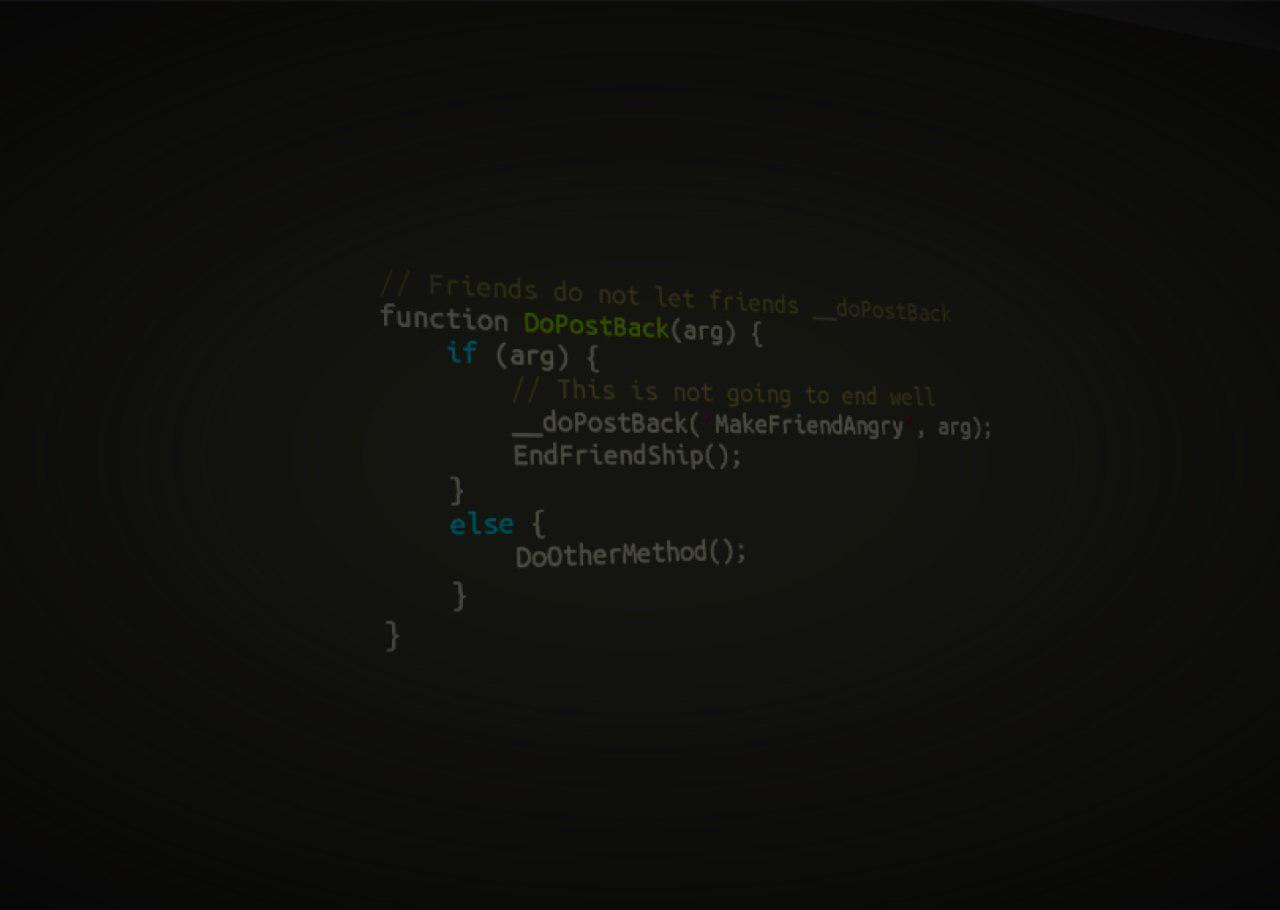 // Friends do not let friends __doPostBack
function DoPostBack(arg) {
if (arg) {
// This is not going to end well
__doPostBack('MakeFriendAngry', arg);
EndFriendShip();
}
else {
DoOtherMethod();
}
}